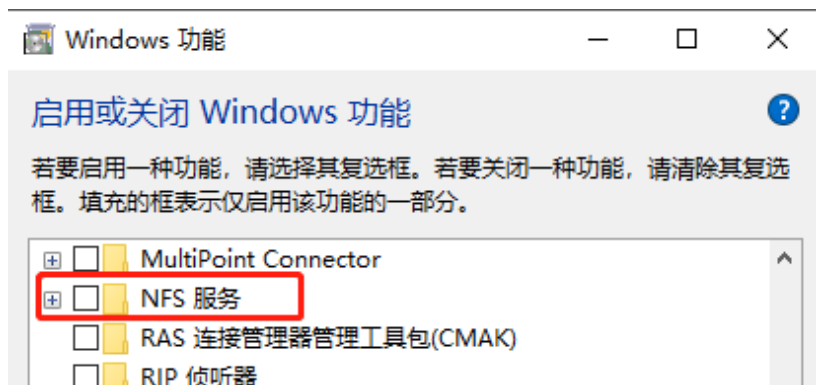 Windows 功能
启用或关闭 Windows 功能
若要启用一种功能，请选择其复选框。若要关闭一种功能，请清除其复选
框。填充的框表示仅启用该功能的一部分。
MultiPoint Connector
NFS 服务
RAS 连接管理器管理工具包(CMAK)
RIP 侦听器